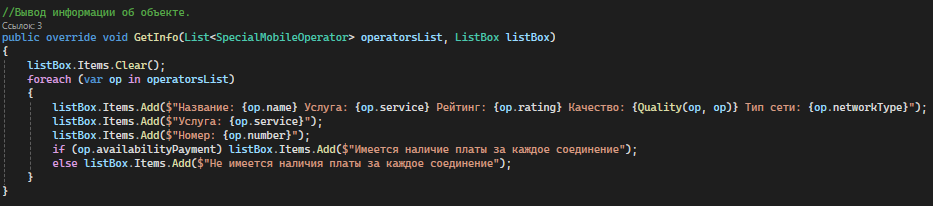 //Вывод информации об объекте.
Ссылок: 3
public override void GetInfo(List<SpecialMobileOperator> operatorsList, ListBox listBox)
{
    listBox.Items.Clear();
    foreach (var op in operatorsList)
    {
        listBox.Items.Add($"Название: {op.name} Услуга: {op.service} Рейтинг: {op.rating} Качество: {Quality(op, op)} Тип сети: {op.networkType}");
        listBox.Items.Add($"Услуга: {op.service}");
        listBox.Items.Add($"Номер: {op.number}");
        if (op.availabilityPayment) listBox.Items.Add($"Имеется наличие платы за каждое соединение");
        else listBox.Items.Add($"Не имеется наличия платы за каждое соединение");
    }
}